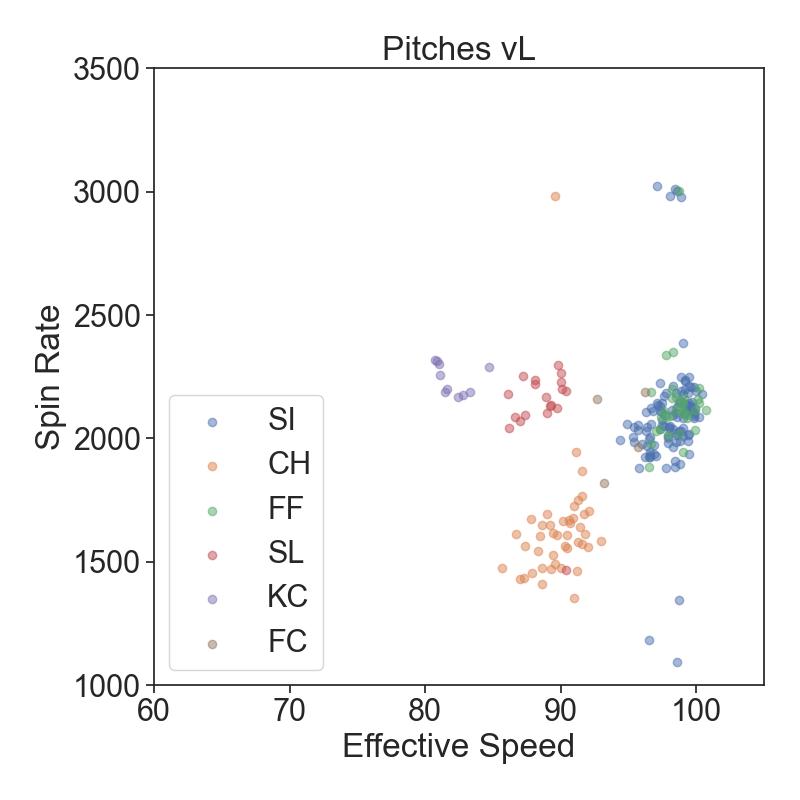 Pitches vL
3500
3000
2500
2000
1500
1000
Spin Rate
SI
CH
FF
SL
KC
FC
60 70 80 90 100
Effective Speed